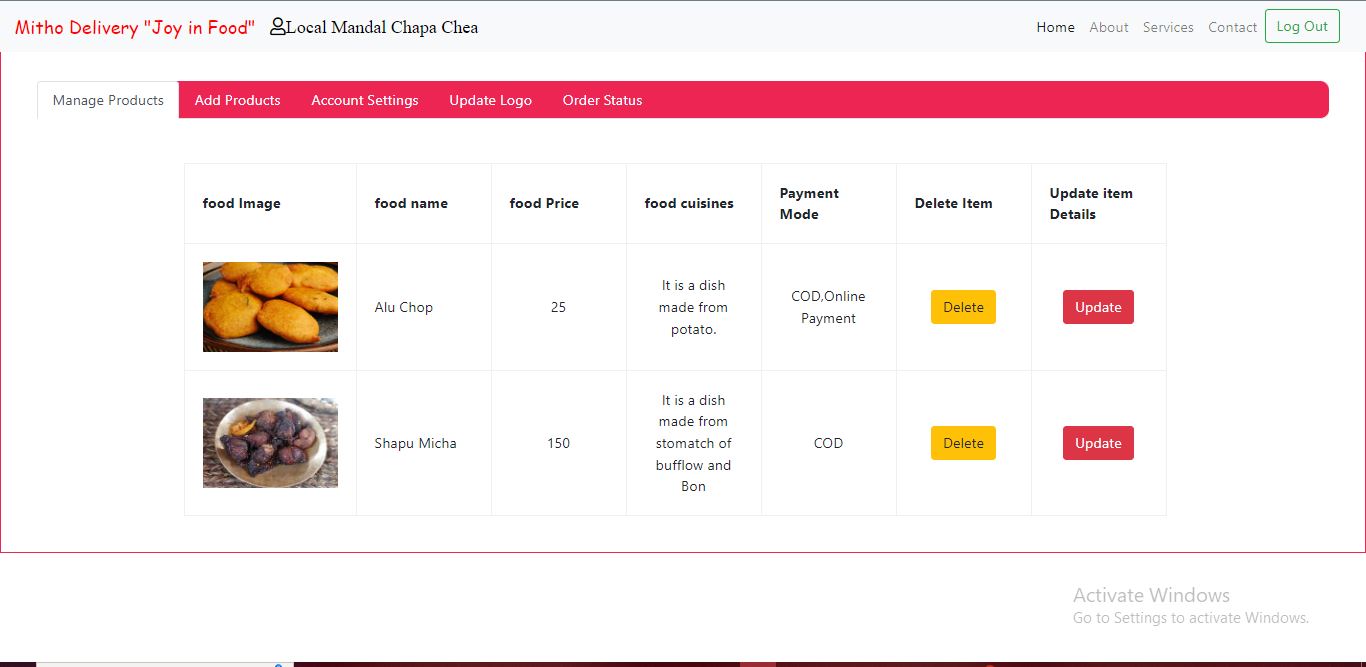 Mitho Delivery "Joy in Food" Local Mandal Chapa Chea Home About Services Contact Log Out
Manage Products Add Products Account Settings Update Logo Order Status
food Image food name food Price food cuisines Payment Mode Delete Item Update item Details
Alu Chop 25 It is a dish made from potato. COD,Online Payment Delete Update
Shapu Micha 150 It is a dish made from stomatch of bufflow and Bon COD Delete Update
Activate Windows
Go to Settings to activate Windows.